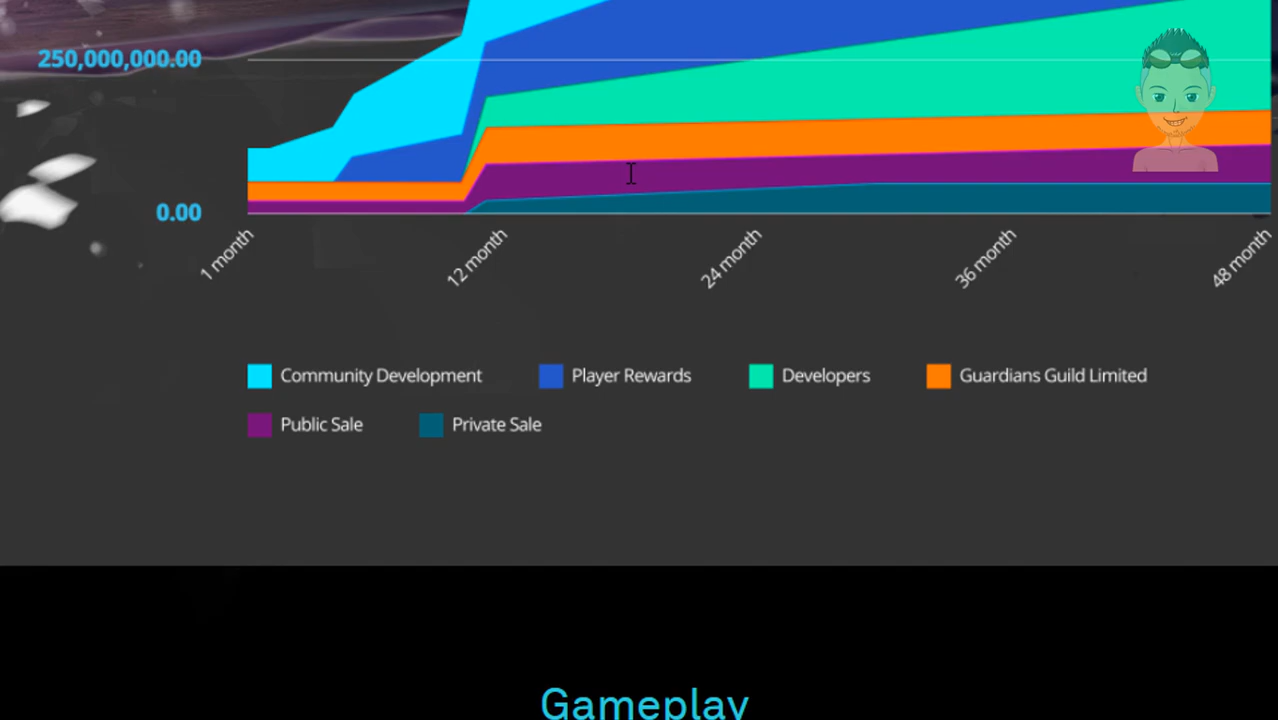 250,000,000.00
0.00
1 month
12 month
24 month
36 month
48 month
Community Development
Player Rewards
Developers
Guardians Guild Limited
Public Sale
Private Sale
Gameplay